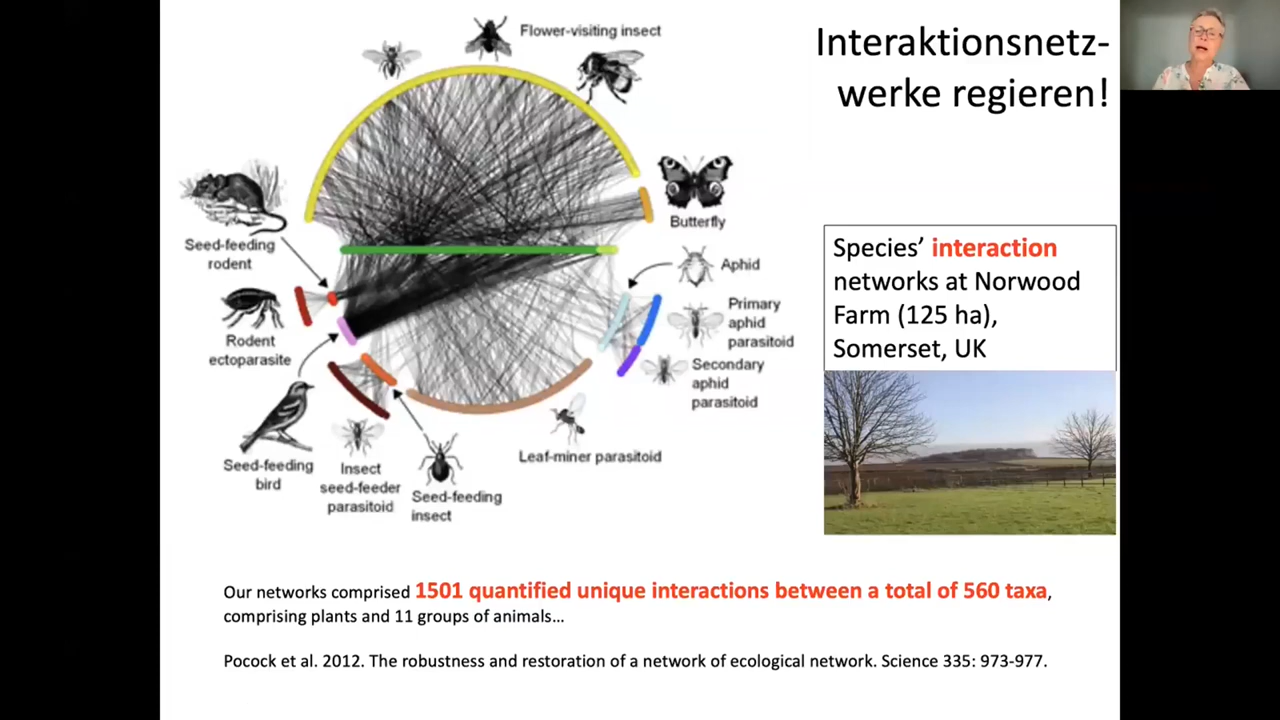 Interaktionsnetz-
werke regieren!
Flower-visiting insect
Butterfly
Aphid
Primary
aphid
parasitoid
Secondary
aphid
parasitoid
Leaf-miner parasitoid
Seed-feeding
insect
Insect
seed-feeder
parasitoid
Seed-feeding
bird
Rodent
ectoparasite
Seed-feeding
rodent
Species’ interaction
networks at Norwood
Farm (125 ha),
Somerset, UK
Our networks comprised 1501 quantified unique interactions between a total of 560 taxa,
comprising plants and 11 groups of animals…
Pocock et al. 2012. The robustness and restoration of a network of ecological network. Science 335: 973-977.